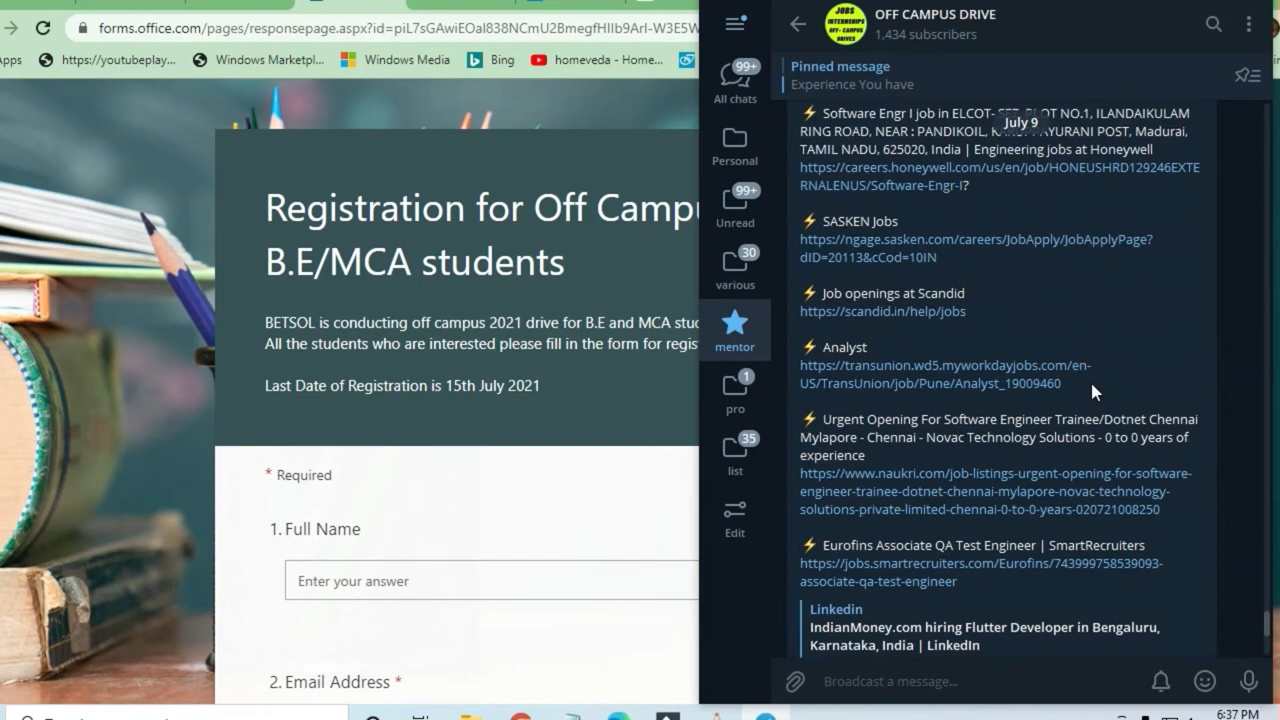 forms.office.com/pages/responsepage.aspx?id=piL7sGAwiEOal838NCmU2BmegfHIIb9ArI-W3E5W
Apps https://youtubeplay... Windows Marketpl... Windows Media Bing homeveda - Home...
Registration for Off Campu
B.E/MCA students
BETSOL is conducting off campus 2021 drive for B.E and MCA stud
All the students who are interested please fill in the form for regis
Last Date of Registration is 15th July 2021
* Required
1. Full Name
Enter your answer
2. Email Address *
99+
All chats
Personal
99+
Unread
30
various
mentor
1
pro
35
list
Edit
JOBS
INTERNSHIPS
OFF- CAMPUS
DRIVES
OFF CAMPUS DRIVE
1,434 subscribers
Pinned message
Experience You have
July 9
⚡ Software Engr I job in ELCOT- SEZ, PLOT NO.1, ILANDAIKULAM
RING ROAD, NEAR : PANDIKOIL, POST, Madurai,
TAMIL NADU, 625020, India | Engineering jobs at Honeywell
https://careers.honeywell.com/us/en/job/HONEUSHRD129246EXTE
RNALENUS/Software-Engr-I?
⚡ SASKEN Jobs
https://ngage.sasken.com/careers/JobApply/JobApplyPage?
dID=20113&cCod=10IN
⚡ Job openings at Scandid
https://scandid.in/help/jobs
⚡ Analyst
https://transunion.wd5.myworkdayjobs.com/en-
US/TransUnion/job/Pune/Analyst_19009460
⚡ Urgent Opening For Software Engineer Trainee/Dotnet Chennai
Mylapore - Chennai - Novac Technology Solutions - 0 to 0 years of
experience
https://www.naukri.com/job-listings-urgent-opening-for-software-
engineer-trainee-dotnet-chennai-mylapore-novac-technology-
solutions-private-limited-chennai-0-to-0-years-020721008250
⚡ Eurofins Associate QA Test Engineer | SmartRecruiters
https://jobs.smartrecruiters.com/Eurofins/743999758539093-
associate-qa-test-engineer
Linkedin
IndianMoney.com hiring Flutter Developer in Bengaluru,
Karnataka, India | LinkedIn
Broadcast a message...
6:37 PM